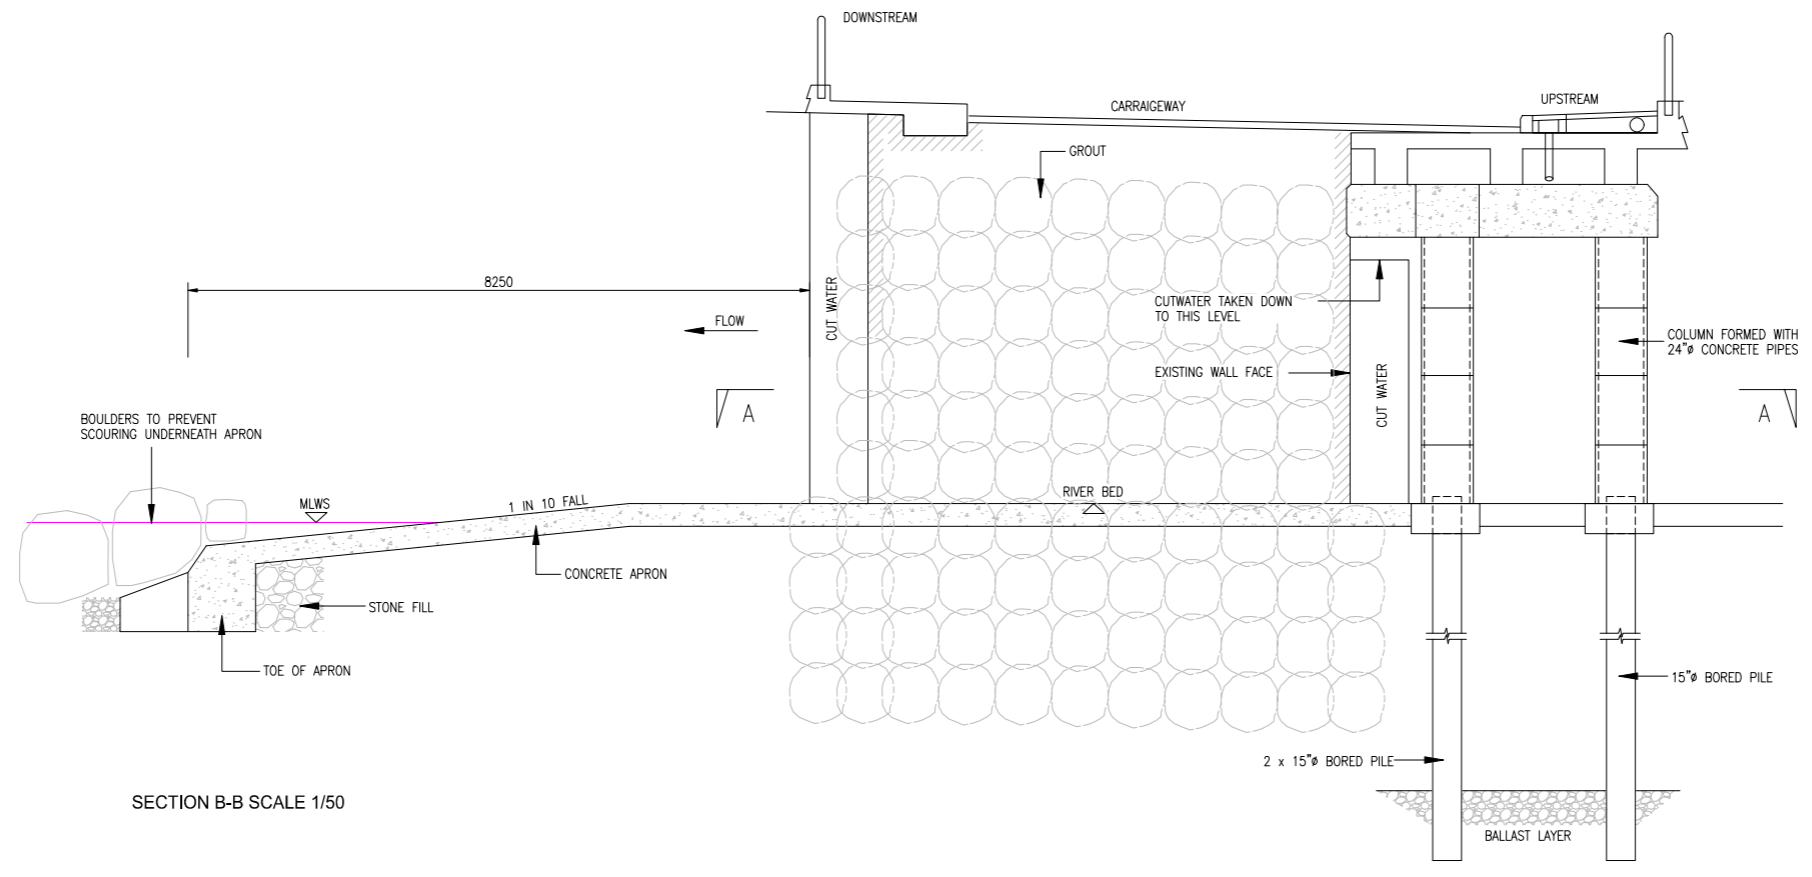 DOWNSTREAM
CARRAIGEWAY
UPSTREAM
GROUT
8250
CUT WATER
FLOW
CUTWATER TAKEN DOWN
TO THIS LEVEL
COLUMN FORMED WITH
24"ø CONCRETE PIPES
EXISTING WALL FACE
CUT WATER
A
A
BOULDERS TO PREVENT
SCOURING UNDERNEATH APRON
MLWS
1 IN 10 FALL
RIVER BED
CONCRETE APRON
STONE FILL
TOE OF APRON
15"ø BORED PILE
2 x 15"ø BORED PILE
SECTION B-B SCALE 1/50
BALLAST LAYER